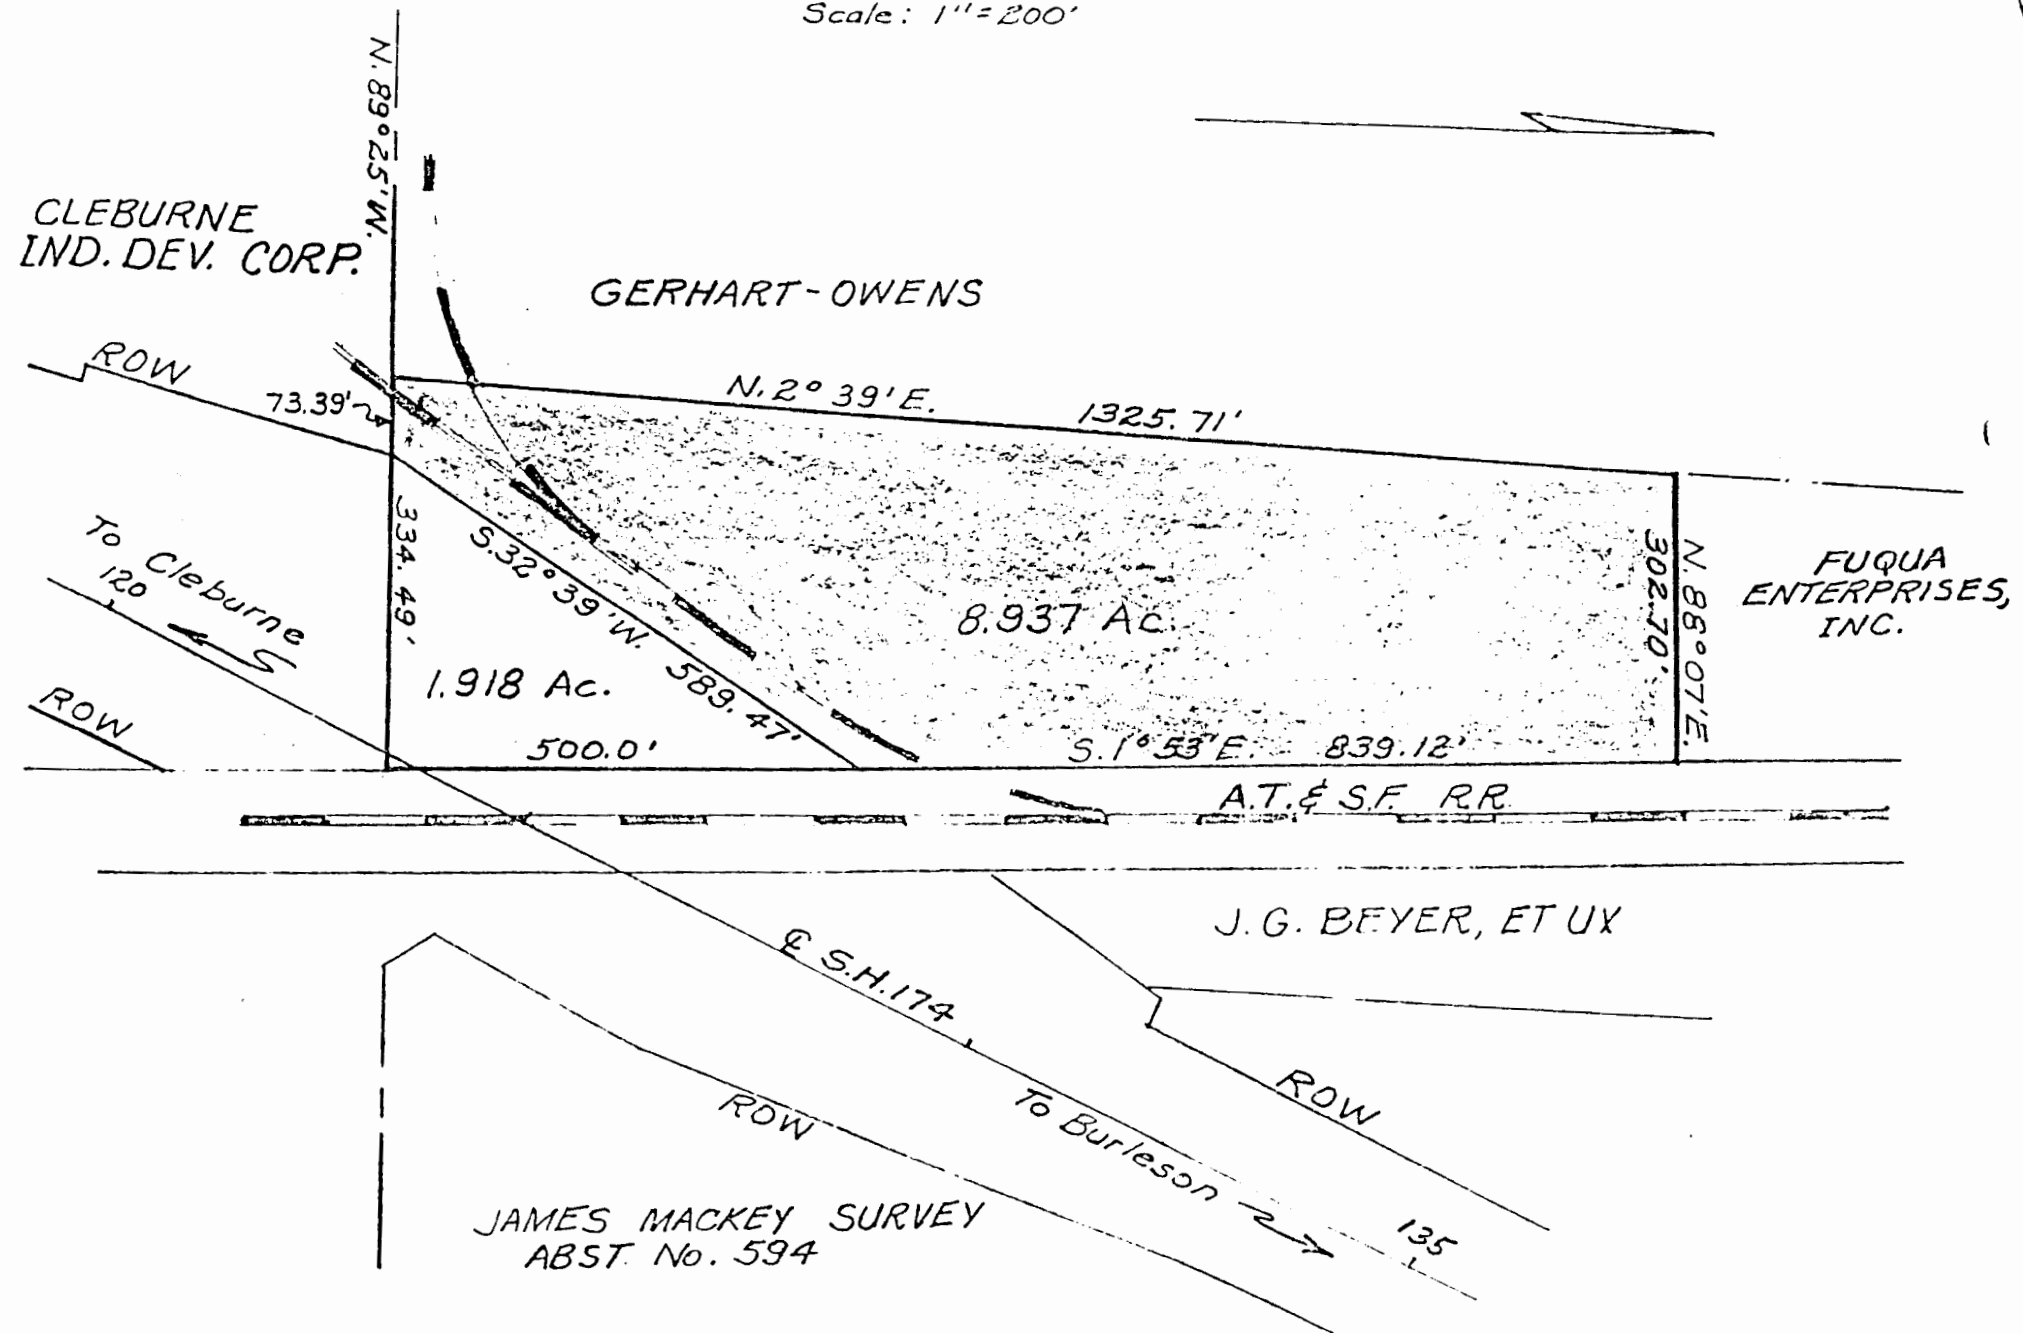 Scale: 1"=200'
N. 89°25'W.
CLEBURNE
IND. DEV. CORP.
GERHART-OWENS
ROW
73.39'
N. 2° 39' E. 1325.71'
To Cleburne
120
334.49'
S. 32° 39' W. 589.47'
8.937 Ac.
N. 88° 07' E.
302.70'
FUQUA
ENTERPRISES,
INC.
1.918 Ac.
ROW
500.0'
S. 1° 53' E. 839.12'
A.T. & S.F. R.R.
J.G. BEYER, ET UX
℄ S.H. 174
ROW
ROW
To Burleson
135
JAMES MACKEY SURVEY
ABST. No. 594